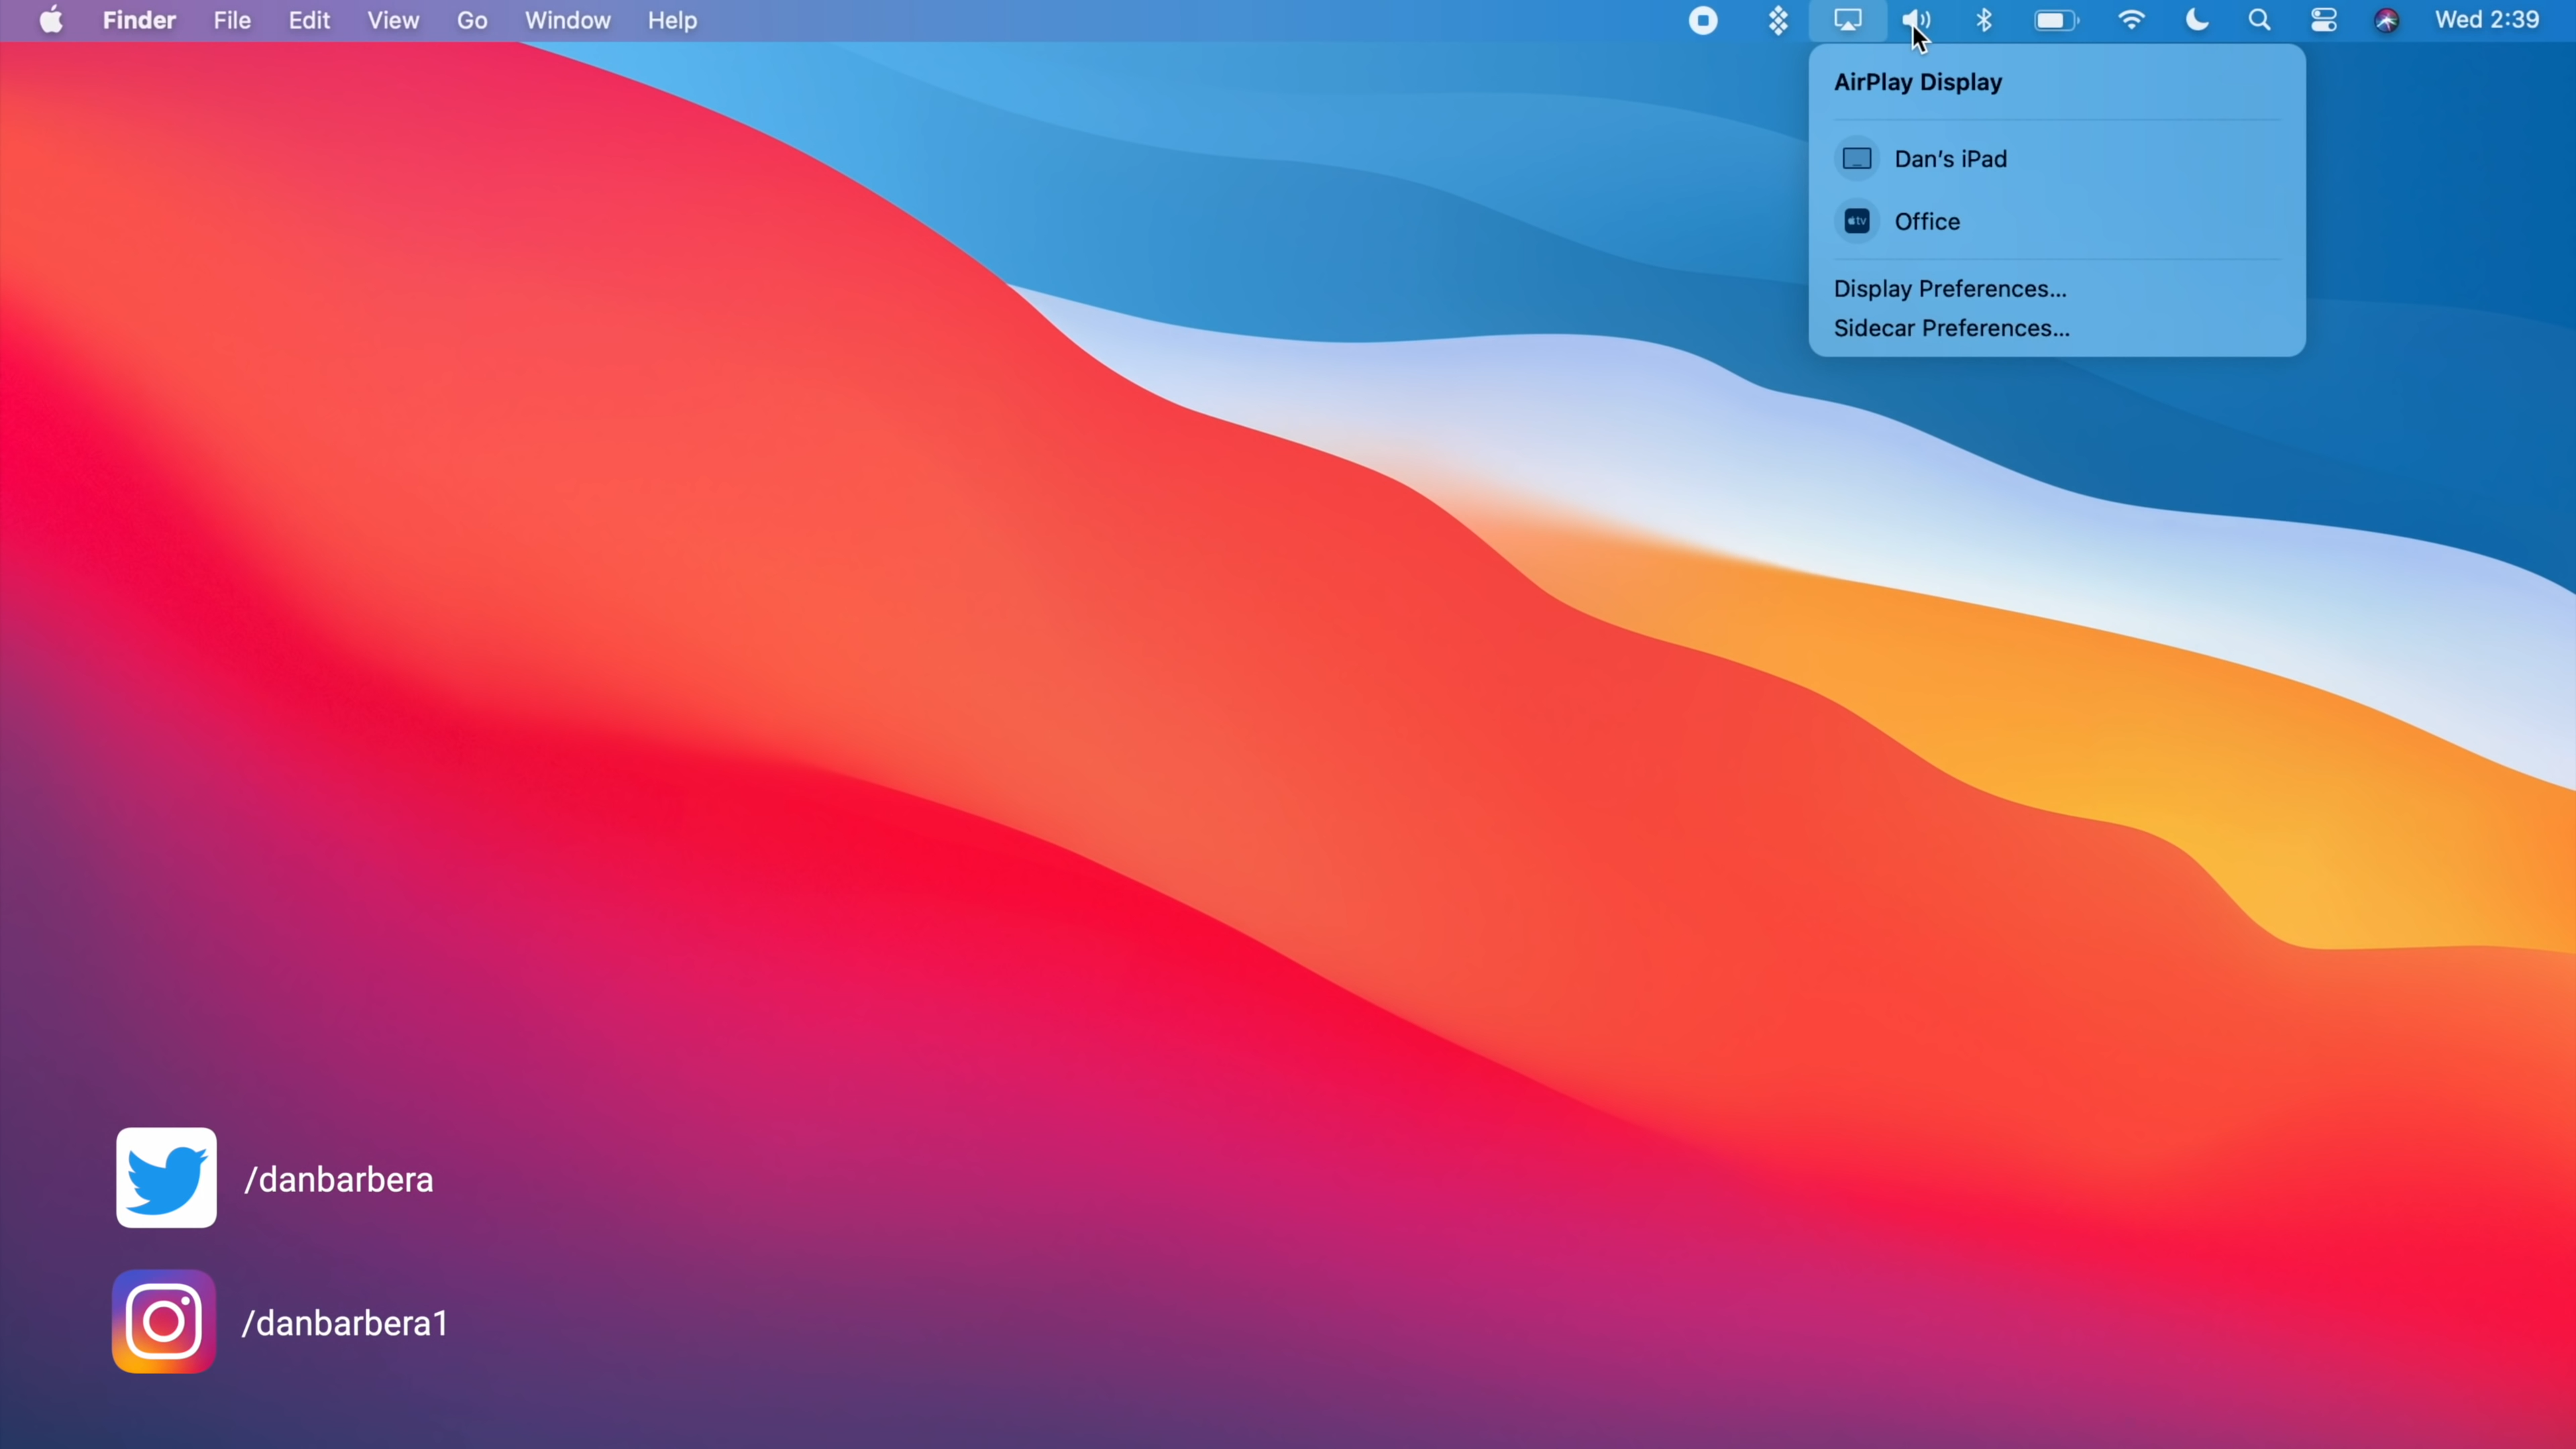 Finder File Edit View Go Window Help Wed 2:39
AirPlay Display
Dan's iPad
tv Office
Display Preferences...
Sidecar Preferences...
/danbarbera
/danbarbera1